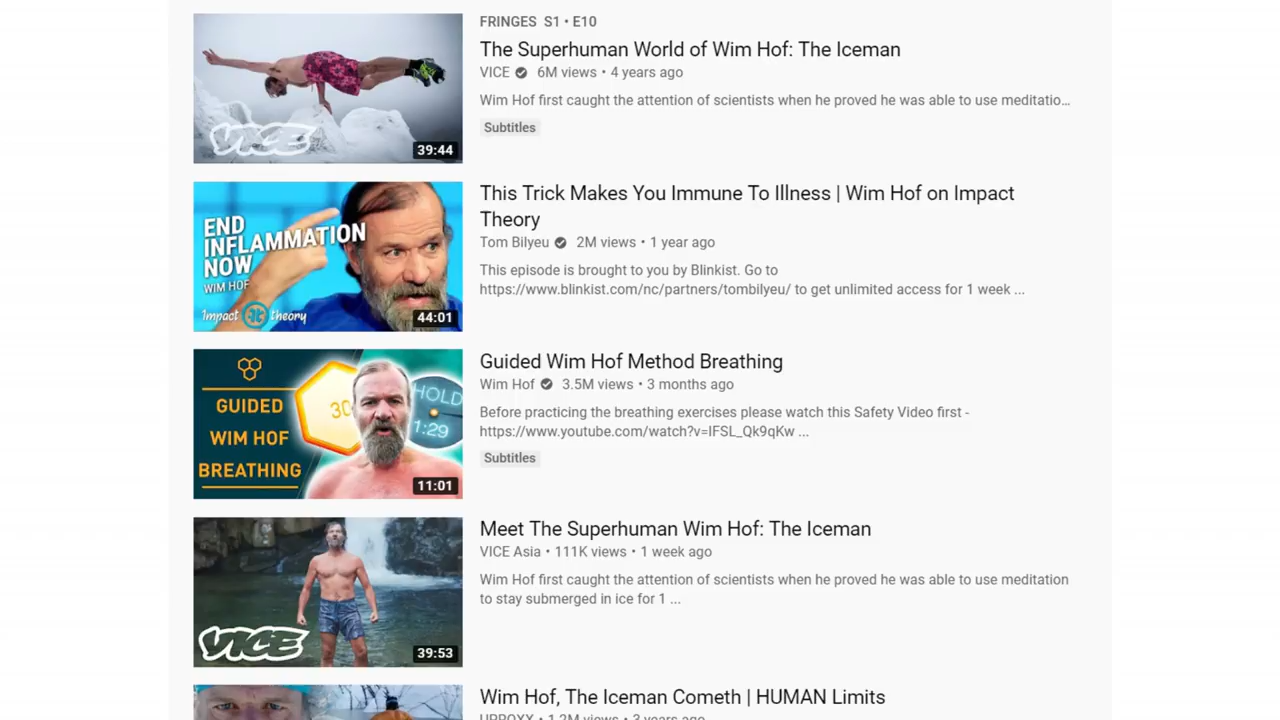 FRINGES S1 • E10
The Superhuman World of Wim Hof: The Iceman
VICE 6M views • 4 years ago
Wim Hof first caught the attention of scientists when he proved he was able to use meditatio...
Subtitles
VICE
39:44
This Trick Makes You Immune To Illness | Wim Hof on Impact
Theory
Tom Bilyeu 2M views • 1 year ago
This episode is brought to you by Blinkist. Go to
https://www.blinkist.com/nc/partners/tombilyeu/ to get unlimited access for 1 week ...
END
INFLAMMATION
NOW
WIM HOF
impact theory
44:01
Guided Wim Hof Method Breathing
Wim Hof 3.5M views • 3 months ago
Before practicing the breathing exercises please watch this Safety Video first -
https://www.youtube.com/watch?v=IFSL_Qk9qKw ...
Subtitles
GUIDED
WIM HOF
BREATHING
30
HOLD
1:29
11:01
Meet The Superhuman Wim Hof: The Iceman
VICE Asia • 111K views • 1 week ago
Wim Hof first caught the attention of scientists when he proved he was able to use meditation
to stay submerged in ice for 1 ...
VICE
39:53
Wim Hof, The Iceman Cometh | HUMAN Limits
UPROXX • 1.2M views • 3 years ago